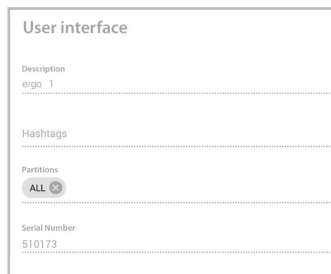 User interface
Description
ergo 1
Hashtags
Partitions
ALL
Serial Number
510173